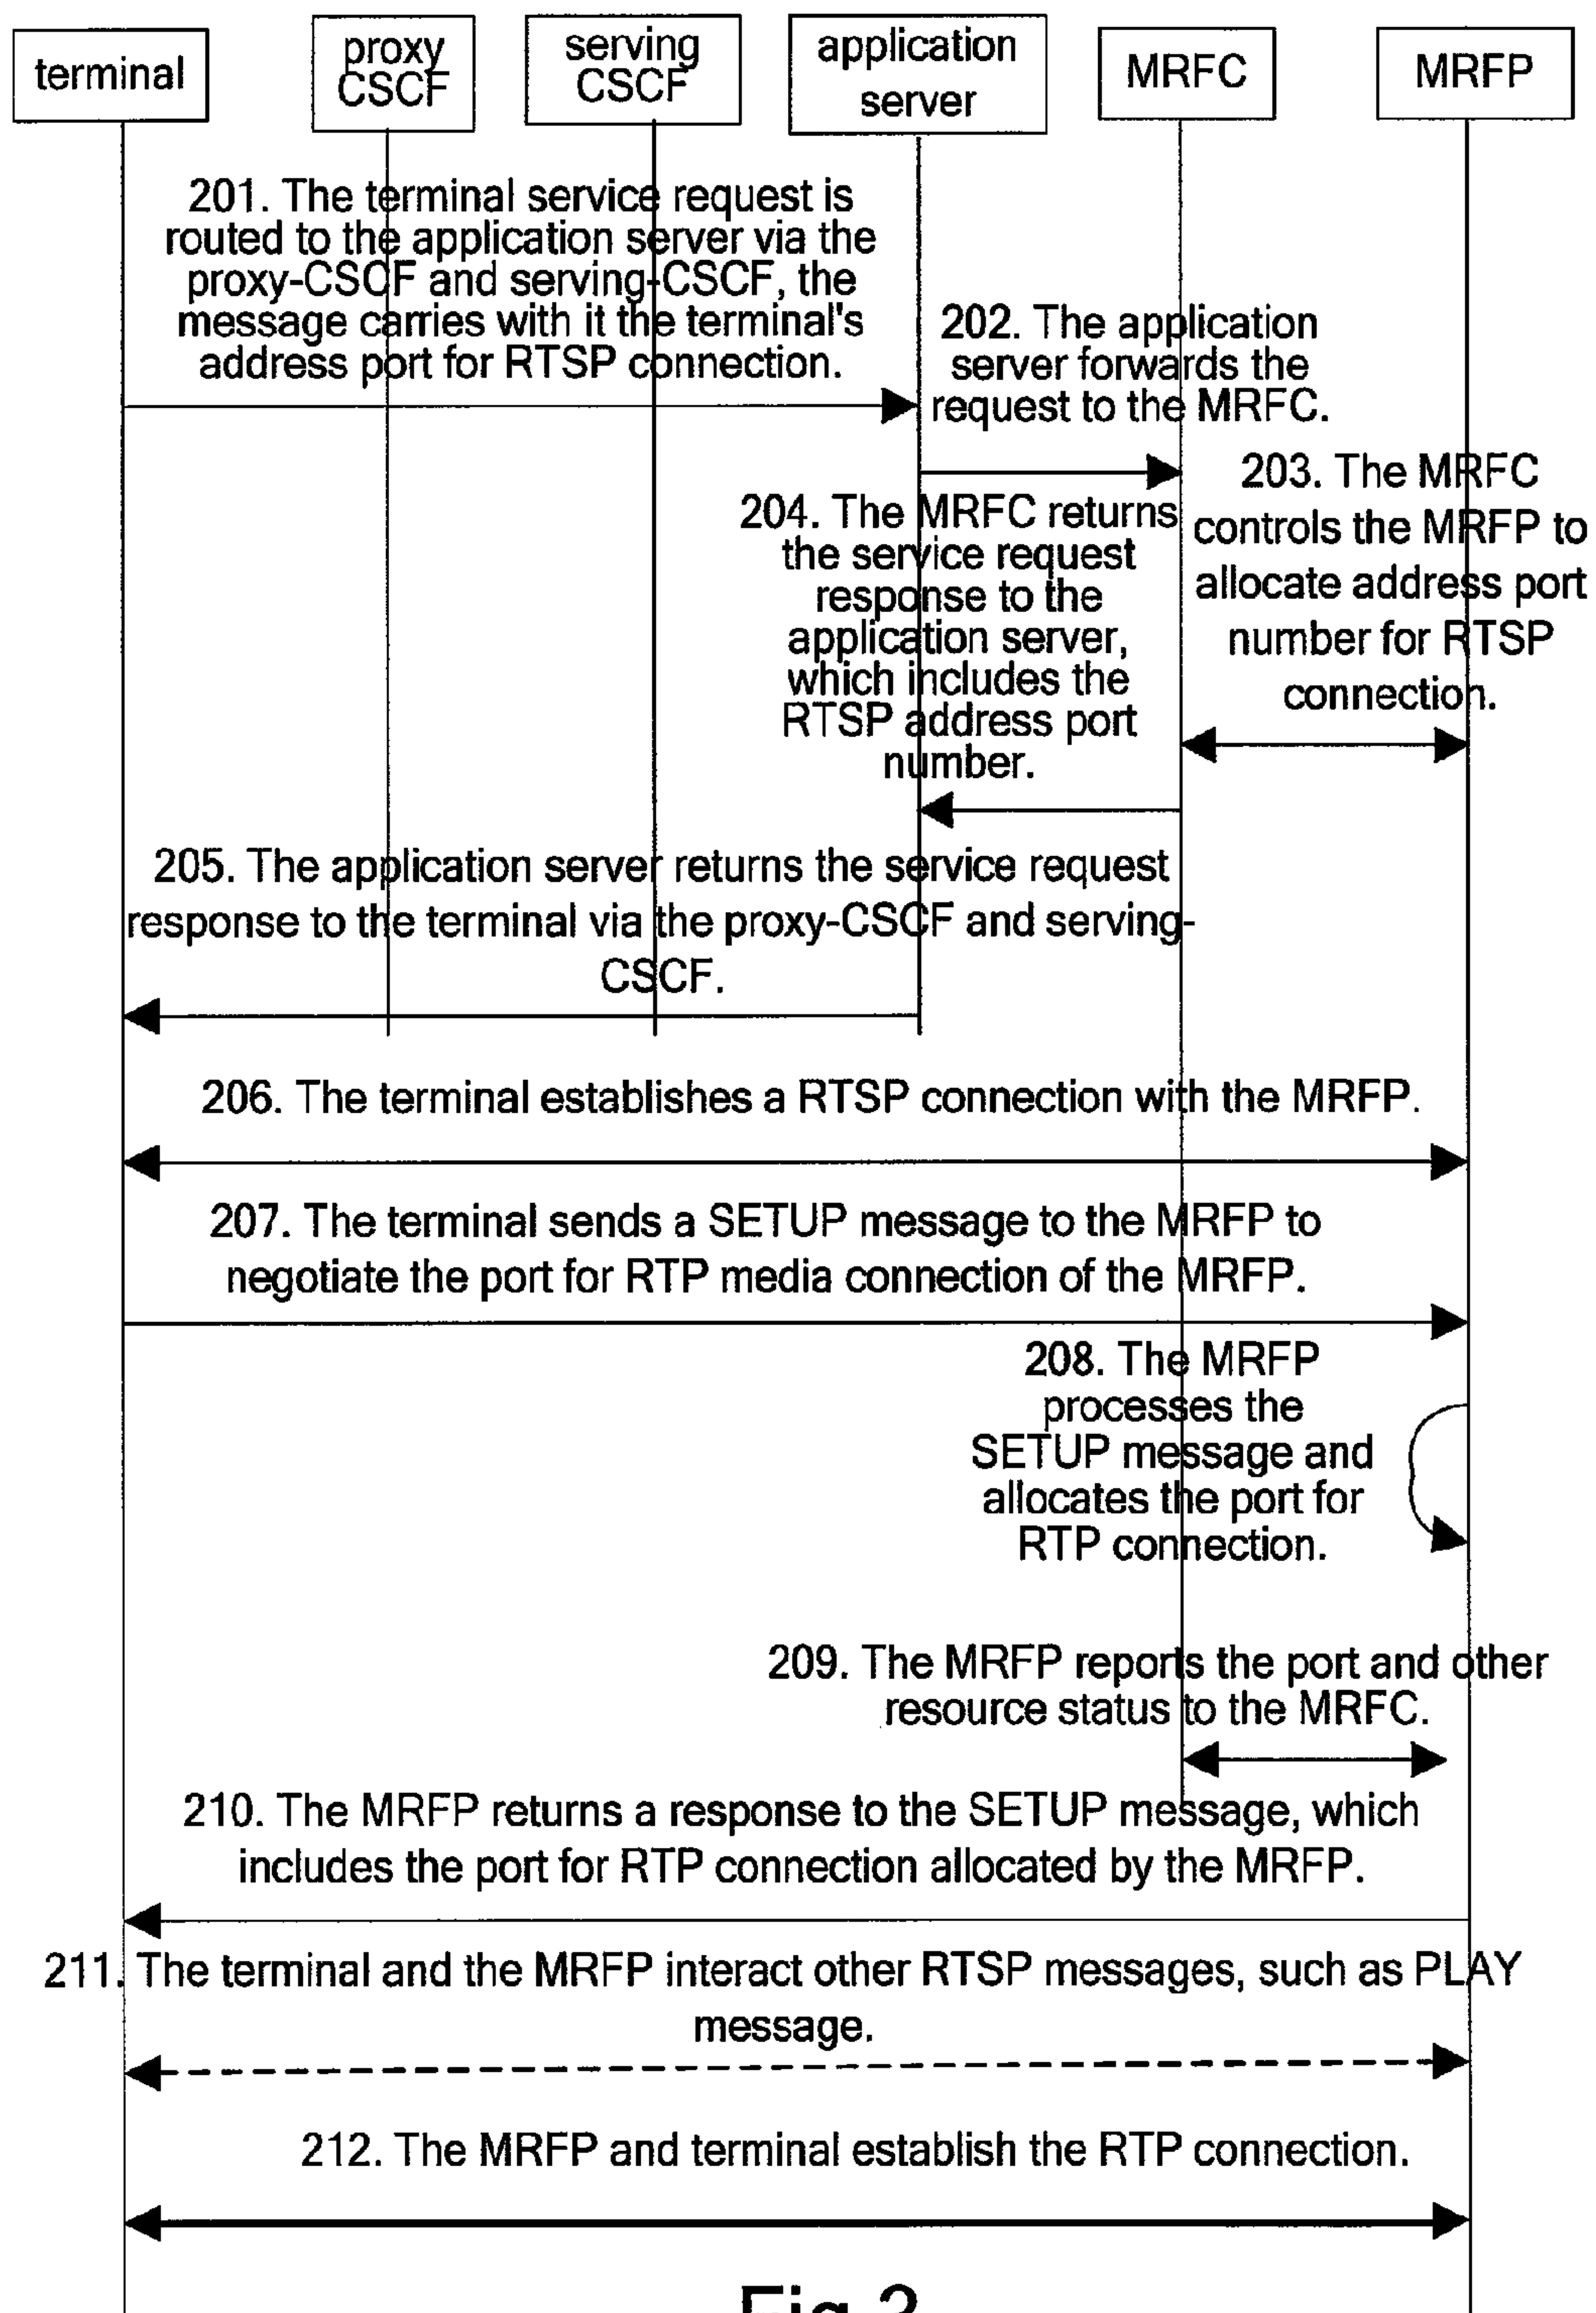 terminal
proxy
CSCF
serving
CSCF
application
server
MRFC
MRFP
201. The terminal service request is
routed to the application server via the
proxy-CSCF and serving-CSCF, the
message carries with it the terminal's
address port for RTSP connection.
202. The application
server forwards the
request to the MRFC.
203. The MRFC
controls the MRFP to
allocate address port
number for RTSP
connection.
204. The MRFC returns
the service request
response to the
application server,
which includes the
RTSP address port
number.
205. The application server returns the service request
response to the terminal via the proxy-CSCF and serving-
CSCF.
206. The terminal establishes a RTSP connection with the MRFP.
207. The terminal sends a SETUP message to the MRFP to
negotiate the port for RTP media connection of the MRFP.
208. The MRFP
processes the
SETUP message and
allocates the port for
RTP connection.
209. The MRFP reports the port and other
resource status to the MRFC.
210. The MRFP returns a response to the SETUP message, which
includes the port for RTP connection allocated by the MRFP.
211. The terminal and the MRFP interact other RTSP messages, such as PLAY
message.
212. The MRFP and terminal establish the RTP connection.